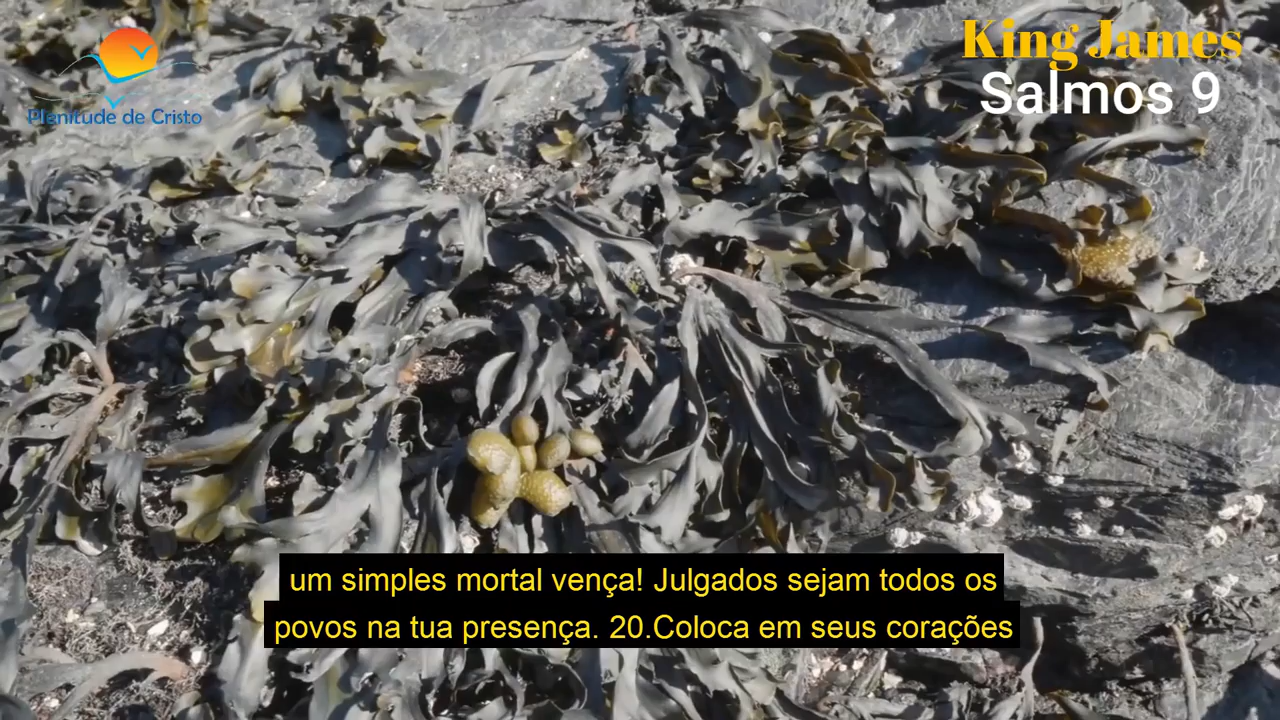 King James
Salmos 9
Plenitude de Cristo
um simples mortal vença! Julgados sejam todos os
povos na tua presença. 20.Coloca em seus corações